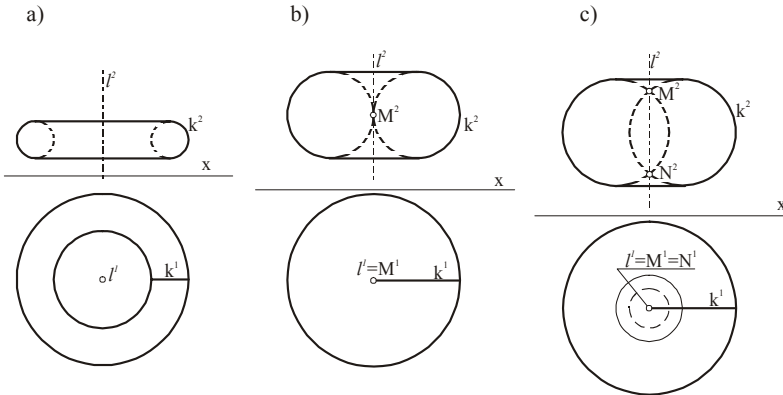 a)
l²
k²
x
k¹
l¹
b)
l²
M²
k²
x
l¹=M¹
k¹
c)
l²
M²
k²
N²
x
l¹=M¹=N¹
k¹